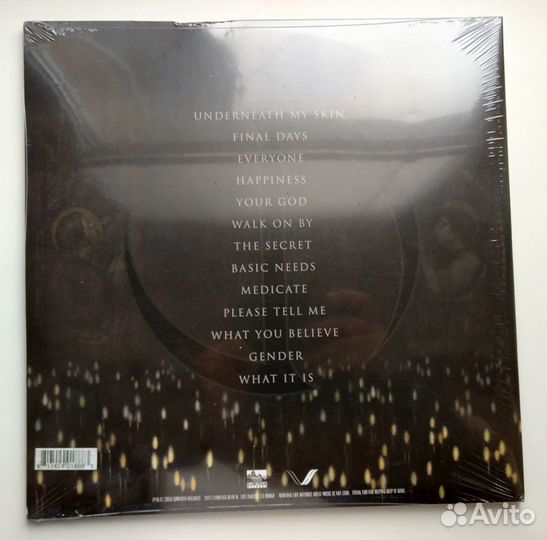 UNDERNEATH MY SKIN
FINAL DAYS
EVERYONE
HAPPINESS
YOUR GOD
WALK ON BY
THE SECRET
BASIC NEEDS
MEDICATE
PLEASE TELL ME
WHAT YOU BELIEVE
GENDER
WHAT IT IS
Avito